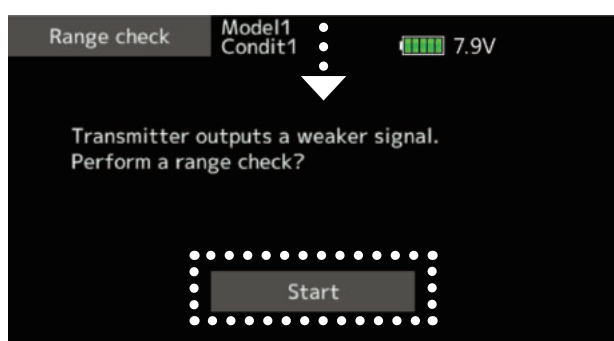 Range check
Model1
Condit1
7.9V
Transmitter outputs a weaker signal.
Perform a range check?
Start